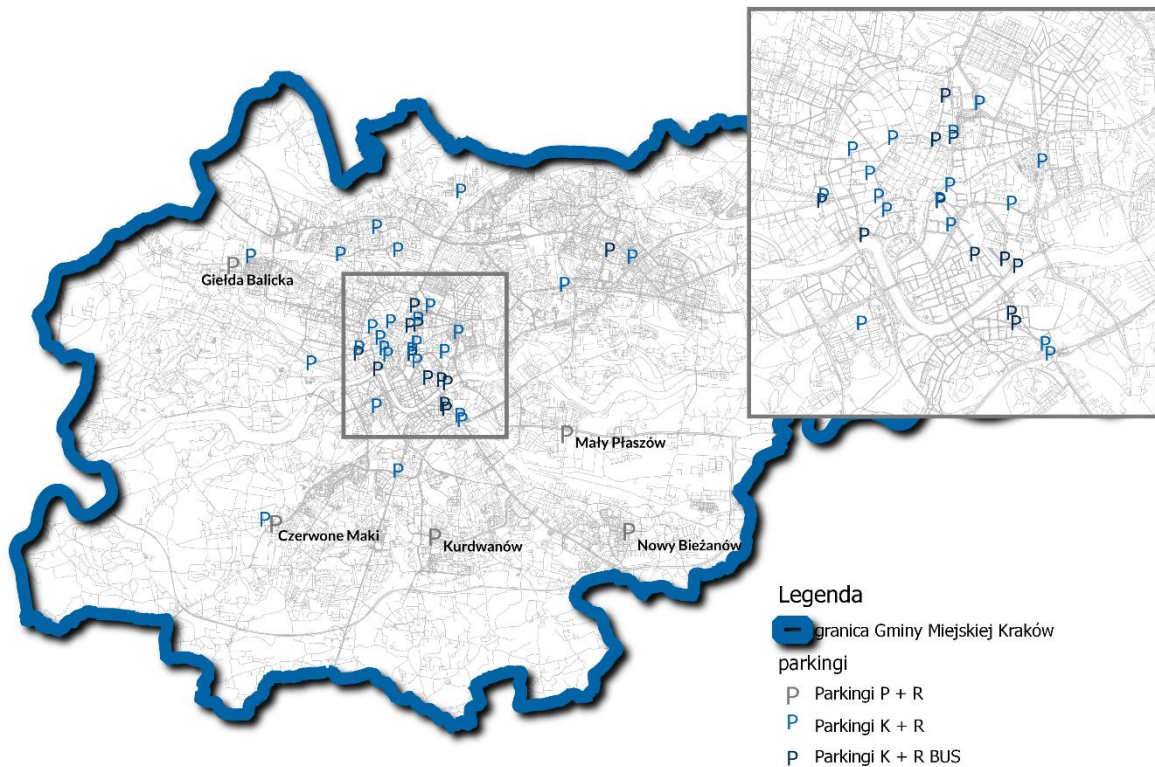 Giełda Balicka
Mały Płaszów
Czerwone Maki
Kurdwanów
Nowy Bieżanów
Legenda
granica Gminy Miejskiej Kraków
parkingi
P Parkingi P + R
P Parkingi K + R
P Parkingi K + R BUS